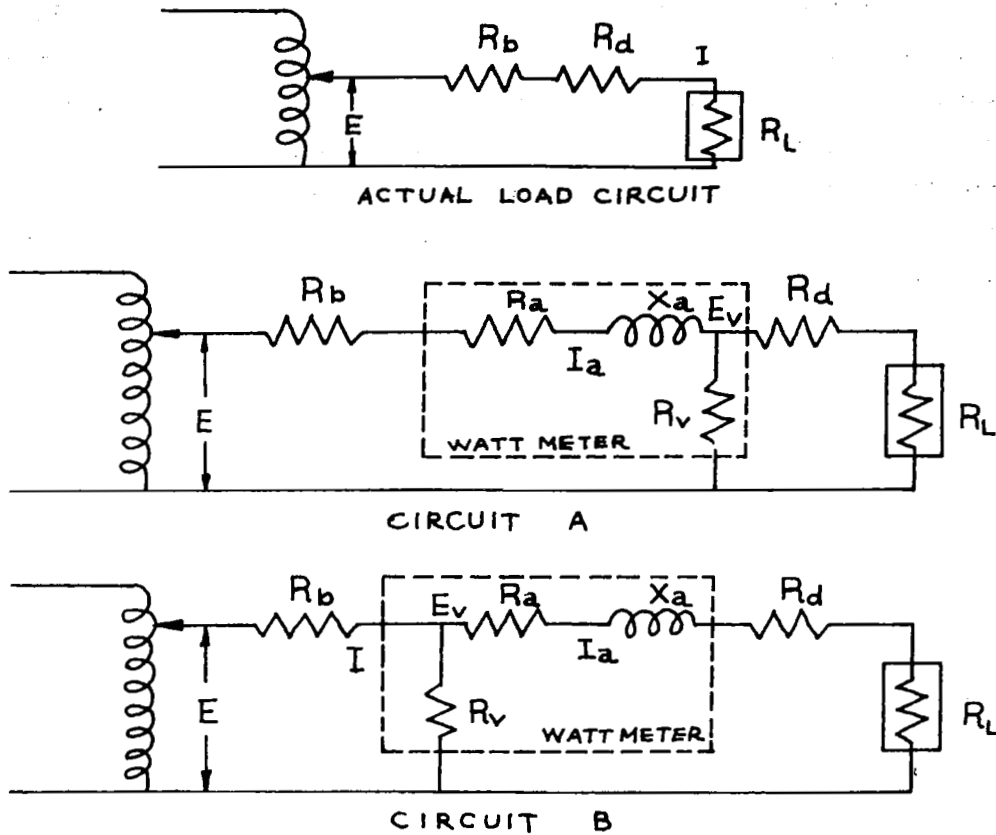 Rb Rd I
E
RL
ACTUAL LOAD CIRCUIT
Rb Ra Xa Ev Rd
Ia
E Rv RL
WATT METER
CIRCUIT A
Rb Ev Ra Xa Rd
I Ia
E Rv RL
WATT METER
CIRCUIT B